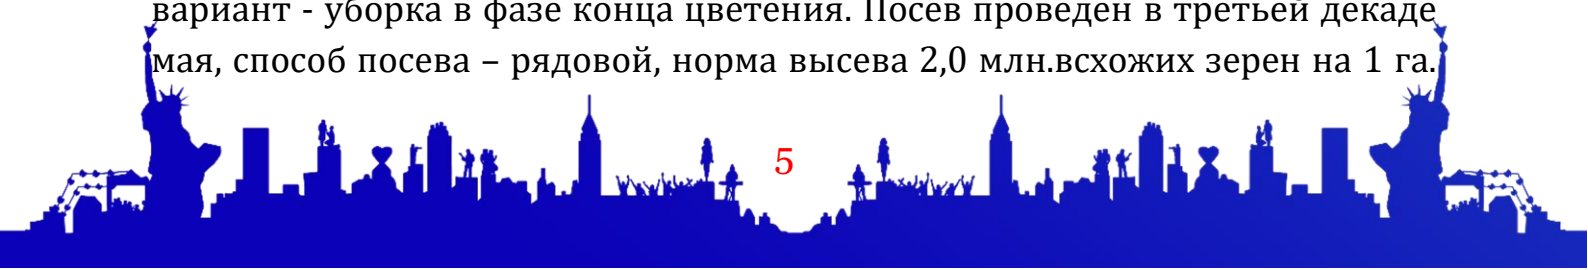 вариант - уборка в фазе конца цветения. Посев проведен в третьей декаде
мая, способ посева – рядовой, норма высева 2,0 млн.всхожих зерен на 1 га.
5